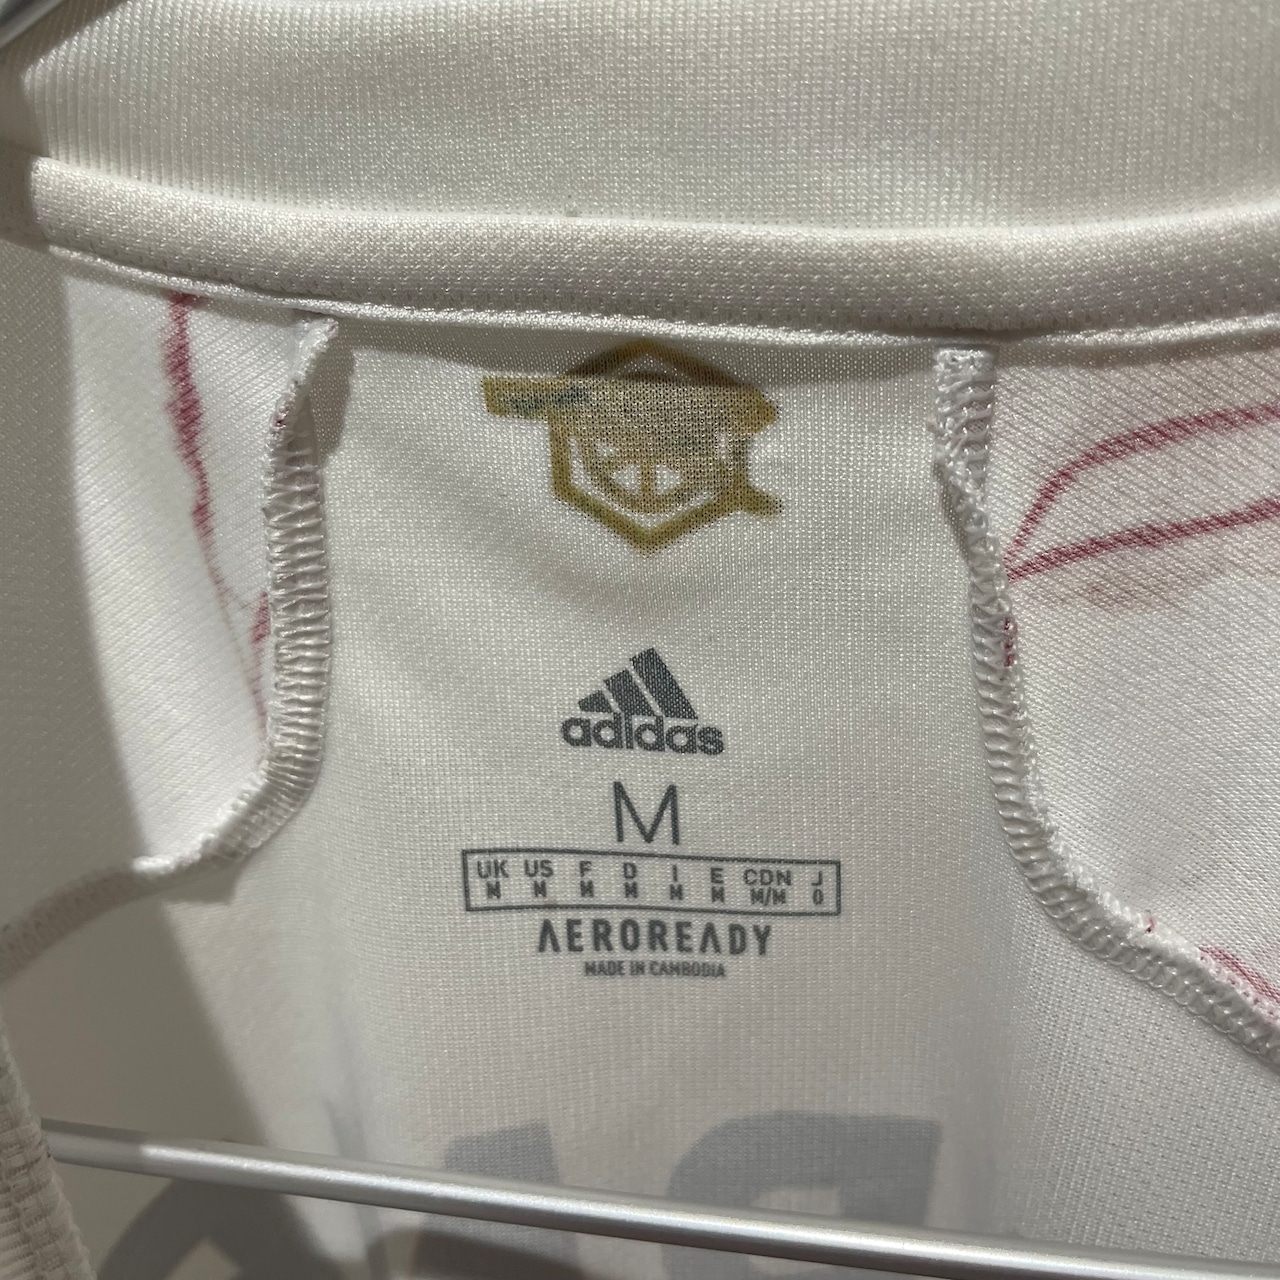 adidas
M
UK US F D I E CDN J
M M M M M M M/M O
AEROREADY
MADE IN CAMBODIA